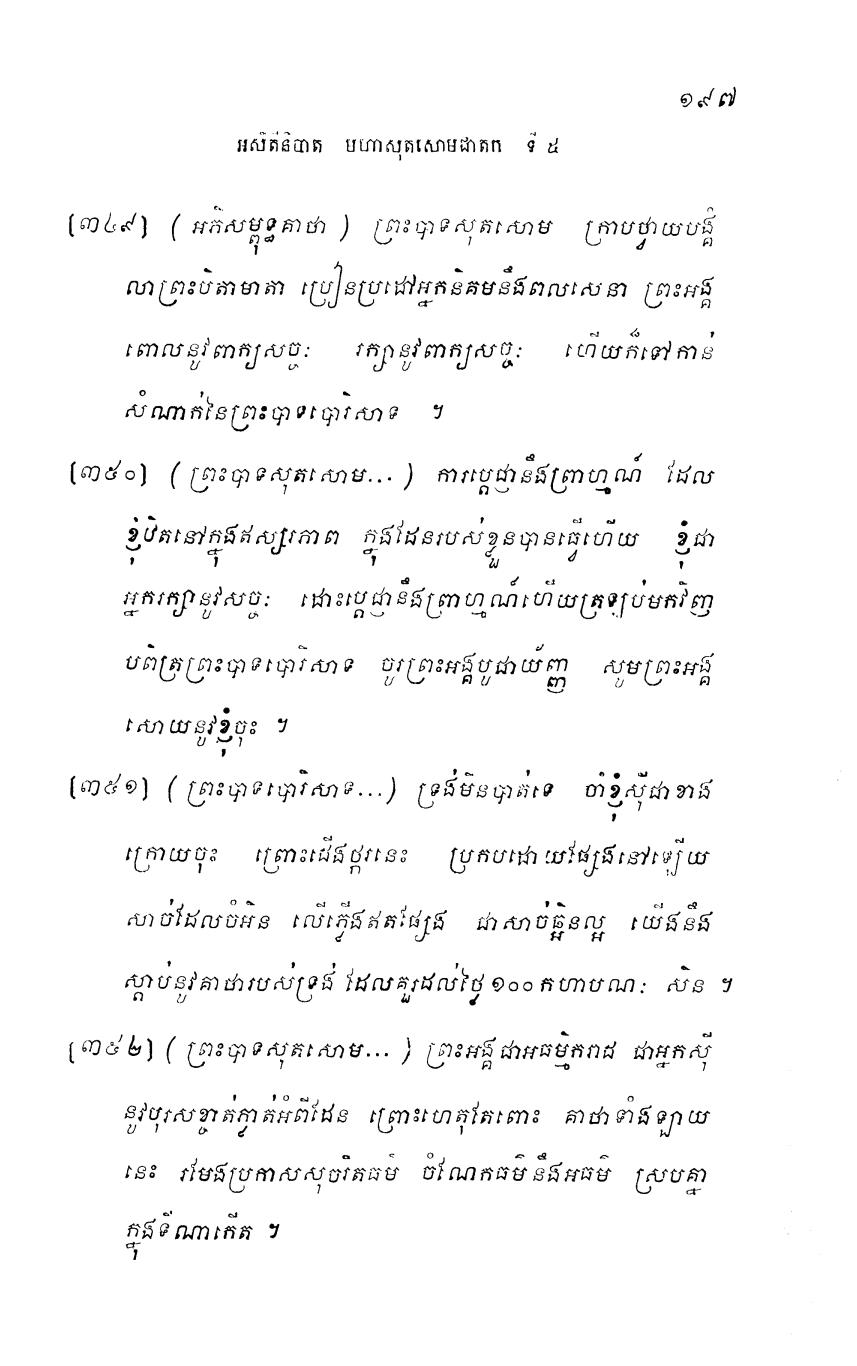 ១៩៧
អសីតិនិបាត មហាសុតសោមជាតក ទី ៥
[៣៤៩] ( អភិសម្ពុទ្ធគាថា ) ព្រះបាទសុតសោម ក្រាបថ្វាយបង្គំ
លាព្រះបិតាមាតា ប្រៀនប្រដៅអ្នកនិគមនឹងពលសេនា ព្រះអង្គ
ពោលនូវពាក្យសច្ចៈ រក្សានូវពាក្យសច្ចៈ ហើយក៏ទៅកាន់
សំណាក់នៃព្រះបាទបោរិសាទ ។
[៣៥០] ( ព្រះបាទសុតសោម... ) ការប្តេជ្ញានឹងព្រាហ្មណ៍ ដែល
ខ្ញុំឋិតនៅក្នុងឥស្សរភាព ក្នុងដែនរបស់ខ្លួនបានធ្វើហើយ ខ្ញុំជា
អ្នករក្សានូវសច្ចៈ ដោះប្តេជ្ញានឹងព្រាហ្មណ៍ហើយត្រឡប់មកវិញ
បពិត្រព្រះបាទបោរិសាទ ចូរព្រះអង្គបូជាយ័ញ្ញ សូមព្រះអង្គ
សោយនូវខ្ញុំចុះ ។
[៣៥១] ( ព្រះបាទបោរិសាទ...) ទ្រង់មិនបាត់ទេ ចាំខ្ញុំស៊ីជាខាង
ក្រោយចុះ ព្រោះជើងថ្ករនេះ ប្រកបដោយផ្សែងនៅឡើយ
សាច់ដែលចំអិន លើភ្លើងឥតផ្សែង ជាសាច់ឆ្អិនល្អ យើងនឹង
ស្តាប់នូវគាថារបស់ទ្រង់ ដែលគួរដល់ថ្លៃ ១០០ កហាបណៈ សិន ។
[៣៥២] ( ព្រះបាទសុតសោម... ) ព្រះអង្គជាអធម្មិករាជ ជាអ្នកស៊ី
នូវបុរសខ្ចាត់ភ្ញាត់អំពីដែន ព្រោះហេតុតែពោះ គាថាទាំងឡាយ
នេះ រមែងប្រកាសសុចរិតធម៌ ចំណែកធម៌នឹងអធម៌ ស្របគ្នា
ក្នុងទីណាកើត ។